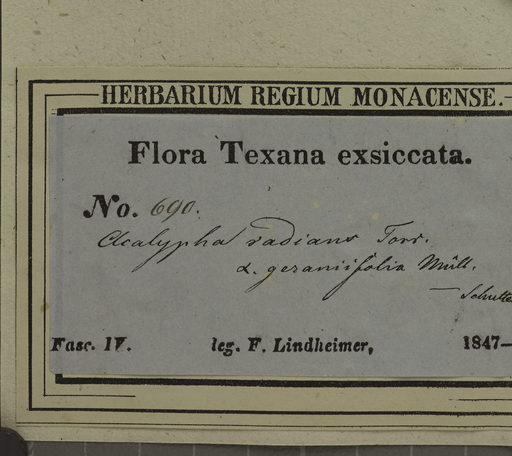 HERBARIUM REGIUM MONACENSE.
Flora Texana exsiccata.
No. 690.
Acalypha radians Torr.
α. geraniifolia Müll.
Fasc. IV. leg. F. Lindheimer, 1847–